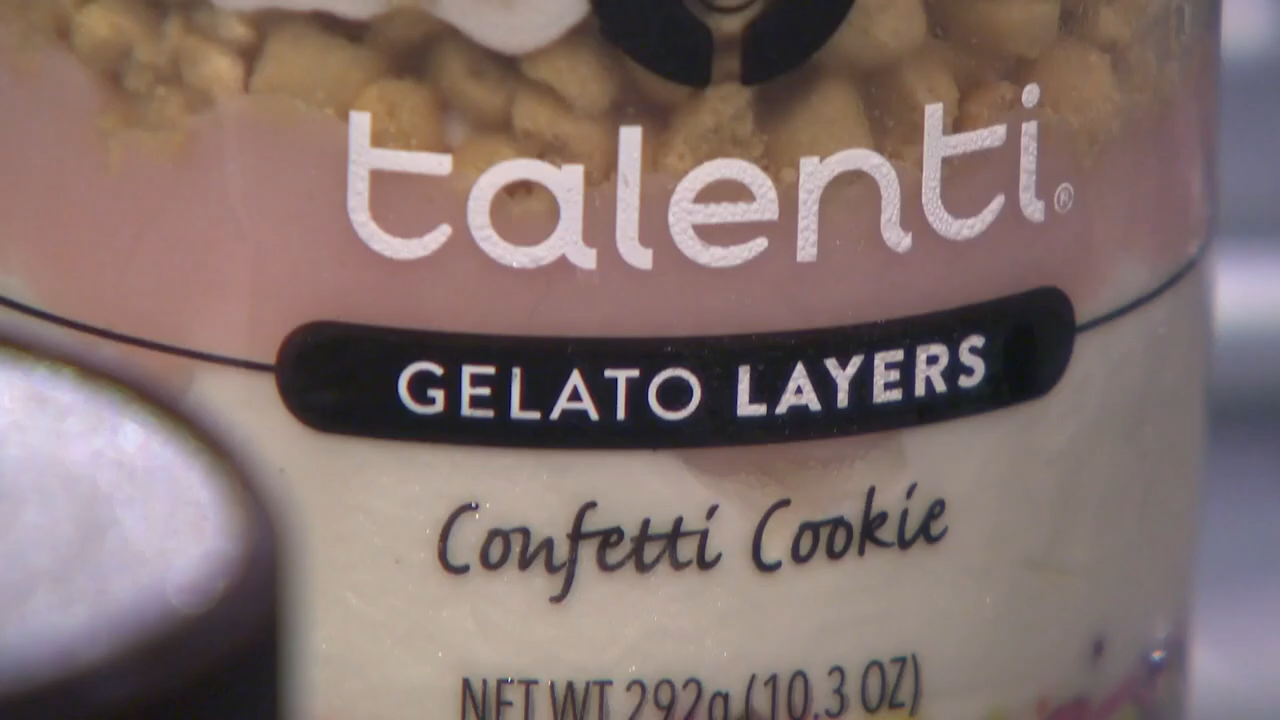 talenti®
GELATO LAYERS
Confetti Cookie
NET WT 292g (10.3 OZ)